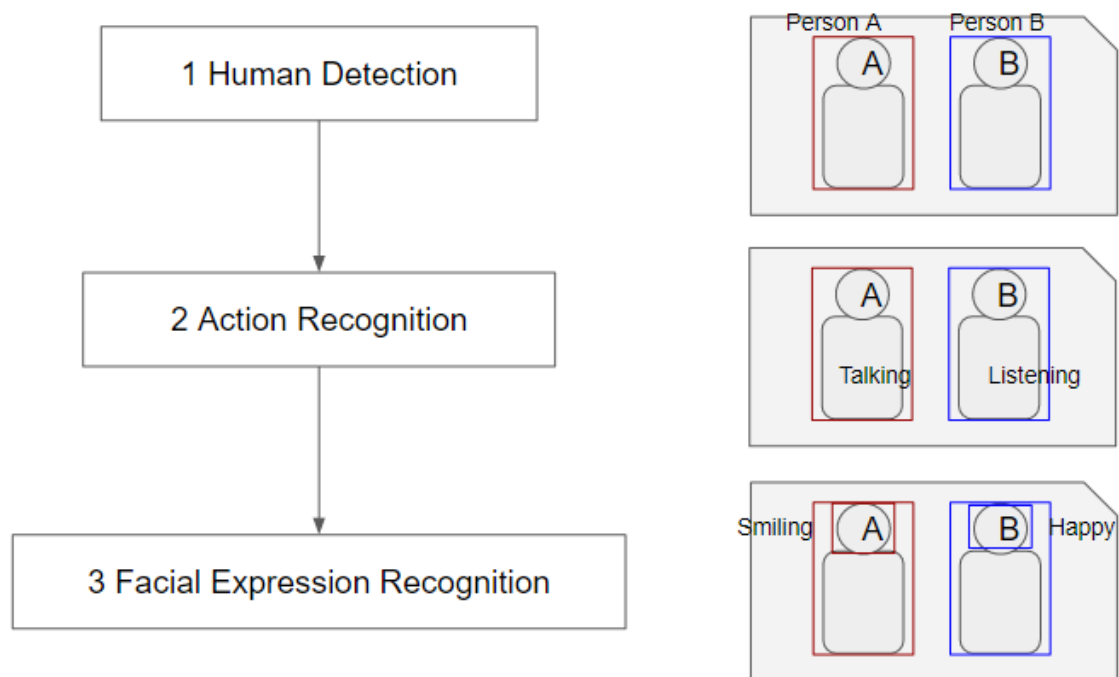 1 Human Detection
2 Action Recognition
3 Facial Expression Recognition
Person A Person B
A B
A B
Talking Listening
Smiling A B Happy